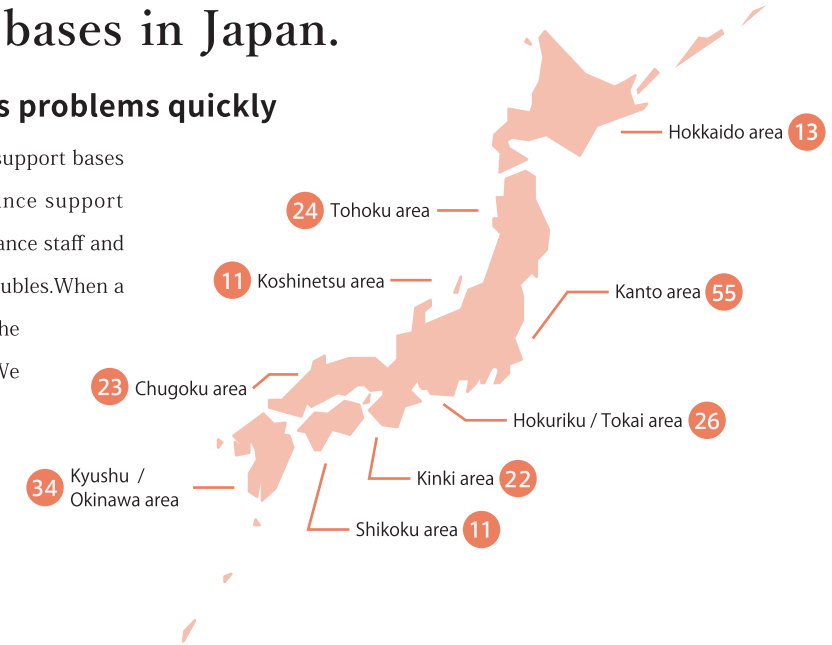 bases in Japan.
s problems quickly
support bases
nce support
ance staff and
ubles.When a
he
We
Hokkaido area 13
24 Tohoku area
11 Koshinetsu area
Kanto area 55
23 Chugoku area
Hokuriku / Tokai area 26
34 Kyushu /
Okinawa area
Kinki area 22
Shikoku area 11